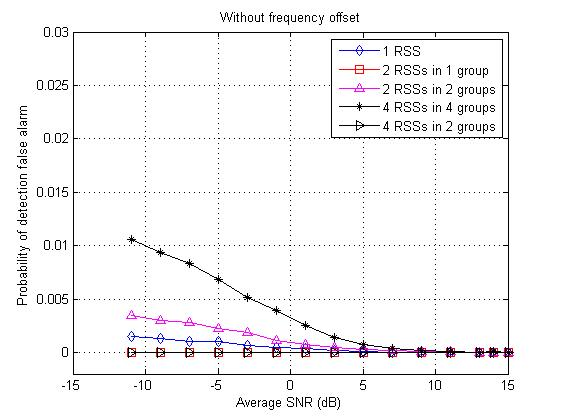 Without frequency offset
0.03
0.025
0.02
0.015
0.01
0.005
0
Probability of detection false alarm
1 RSS
2 RSSs in 1 group
2 RSSs in 2 groups
4 RSSs in 4 groups
4 RSSs in 2 groups
-15 -10 -5 0 5 10 15
Average SNR (dB)